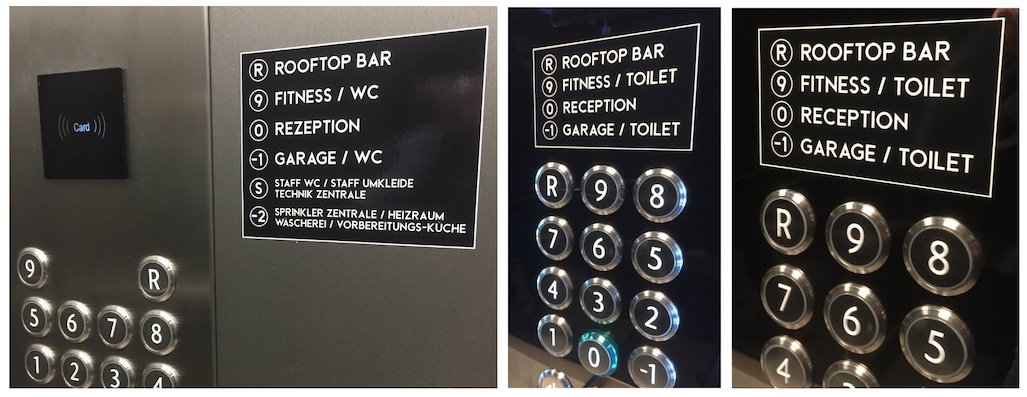 Card
R ROOFTOP BAR
9 FITNESS / WC
0 REZEPTION
-1 GARAGE / WC
S STAFF WC / STAFF UMKLEIDE
TECHNIK ZENTRALE
-2 SPRINKLER ZENTRALE / HEIZRAUM
WASCHEREI / VORBEREITUNGS-KÜCHE
9 R
5 6 7 8
1 2 3 4
R ROOFTOP BAR
9 FITNESS / TOILET
0 RECEPTION
-1 GARAGE / TOILET
R 9 8
7 6 5
4 3 2
1 0 -1
R ROOFTOP BAR
9 FITNESS / TOILET
0 RECEPTION
-1 GARAGE / TOILET
R 9 8
7 6 5
4 3